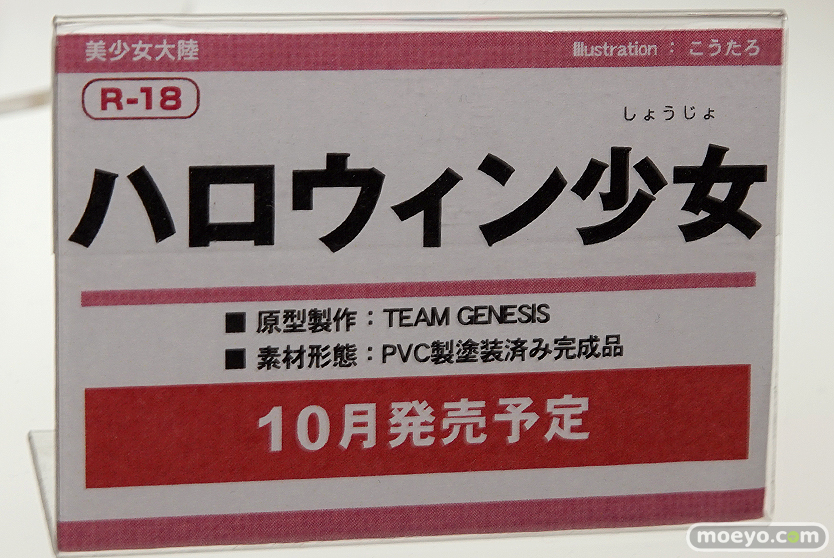 美少女大陸 Illustration : こうたろ
R-18
しょうじょ
ハロウィン少女
■ 原型製作：TEAM GENESIS
■ 素材形態：PVC製塗装済み完成品
10月発売予定
moeyo.com